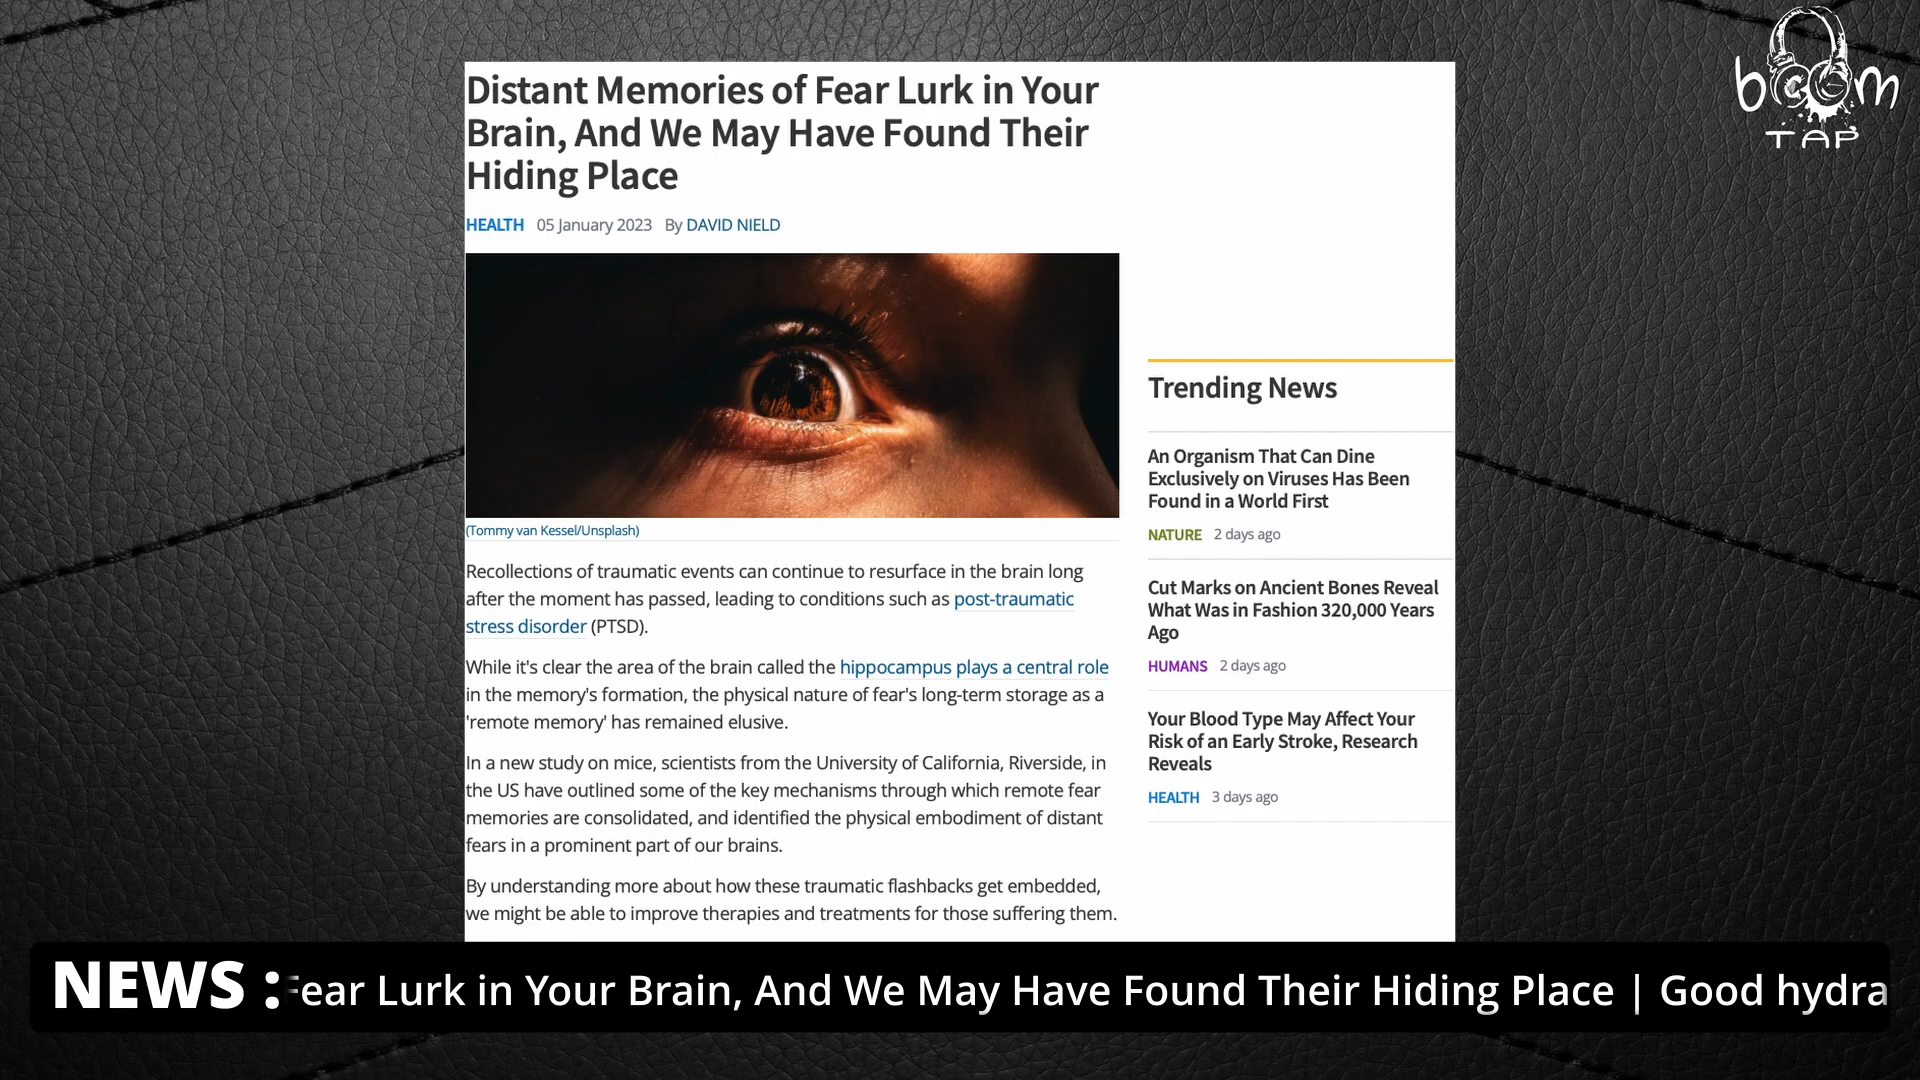 boom
TAP
Distant Memories of Fear Lurk in Your
Brain, And We May Have Found Their
Hiding Place
HEALTH 05 January 2023 By DAVID NIELD
(Tommy van Kessel/Unsplash)
Recollections of traumatic events can continue to resurface in the brain long
after the moment has passed, leading to conditions such as post-traumatic
stress disorder (PTSD).
While it's clear the area of the brain called the hippocampus plays a central role
in the memory's formation, the physical nature of fear's long-term storage as a
'remote memory' has remained elusive.
In a new study on mice, scientists from the University of California, Riverside, in
the US have outlined some of the key mechanisms through which remote fear
memories are consolidated, and identified the physical embodiment of distant
fears in a prominent part of our brains.
By understanding more about how these traumatic flashbacks get embedded,
we might be able to improve therapies and treatments for those suffering them.
Trending News
An Organism That Can Dine
Exclusively on Viruses Has Been
Found in a World First
NATURE 2 days ago
Cut Marks on Ancient Bones Reveal
What Was in Fashion 320,000 Years
Ago
HUMANS 2 days ago
Your Blood Type May Affect Your
Risk of an Early Stroke, Research
Reveals
HEALTH 3 days ago
NEWS : Fear Lurk in Your Brain, And We May Have Found Their Hiding Place | Good hydra